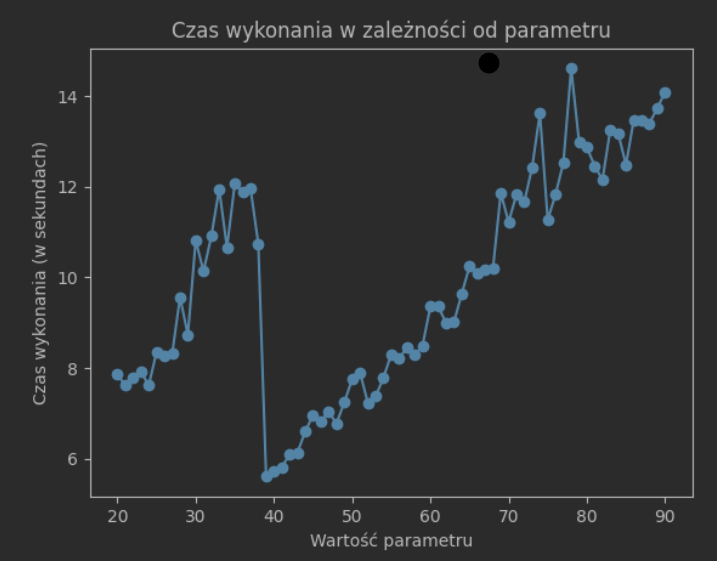 Czas wykonania w zależności od parametru
Czas wykonania (w sekundach)
14
12
10
8
6
20 30 40 50 60 70 80 90
Wartość parametru